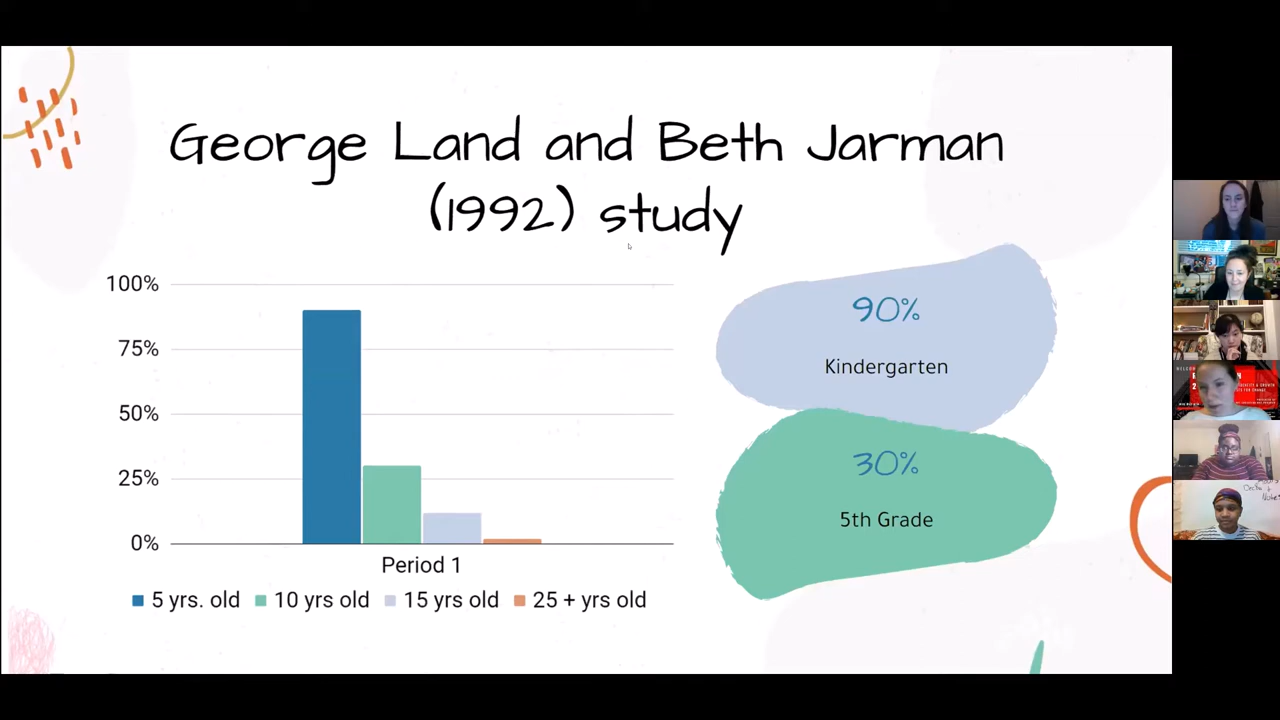 George Land and Beth Jarman
(1992) study
100%
75%
50%
25%
0%
Period 1
5 yrs. old
10 yrs old
15 yrs old
25 + yrs old
90%
Kindergarten
30%
5th Grade